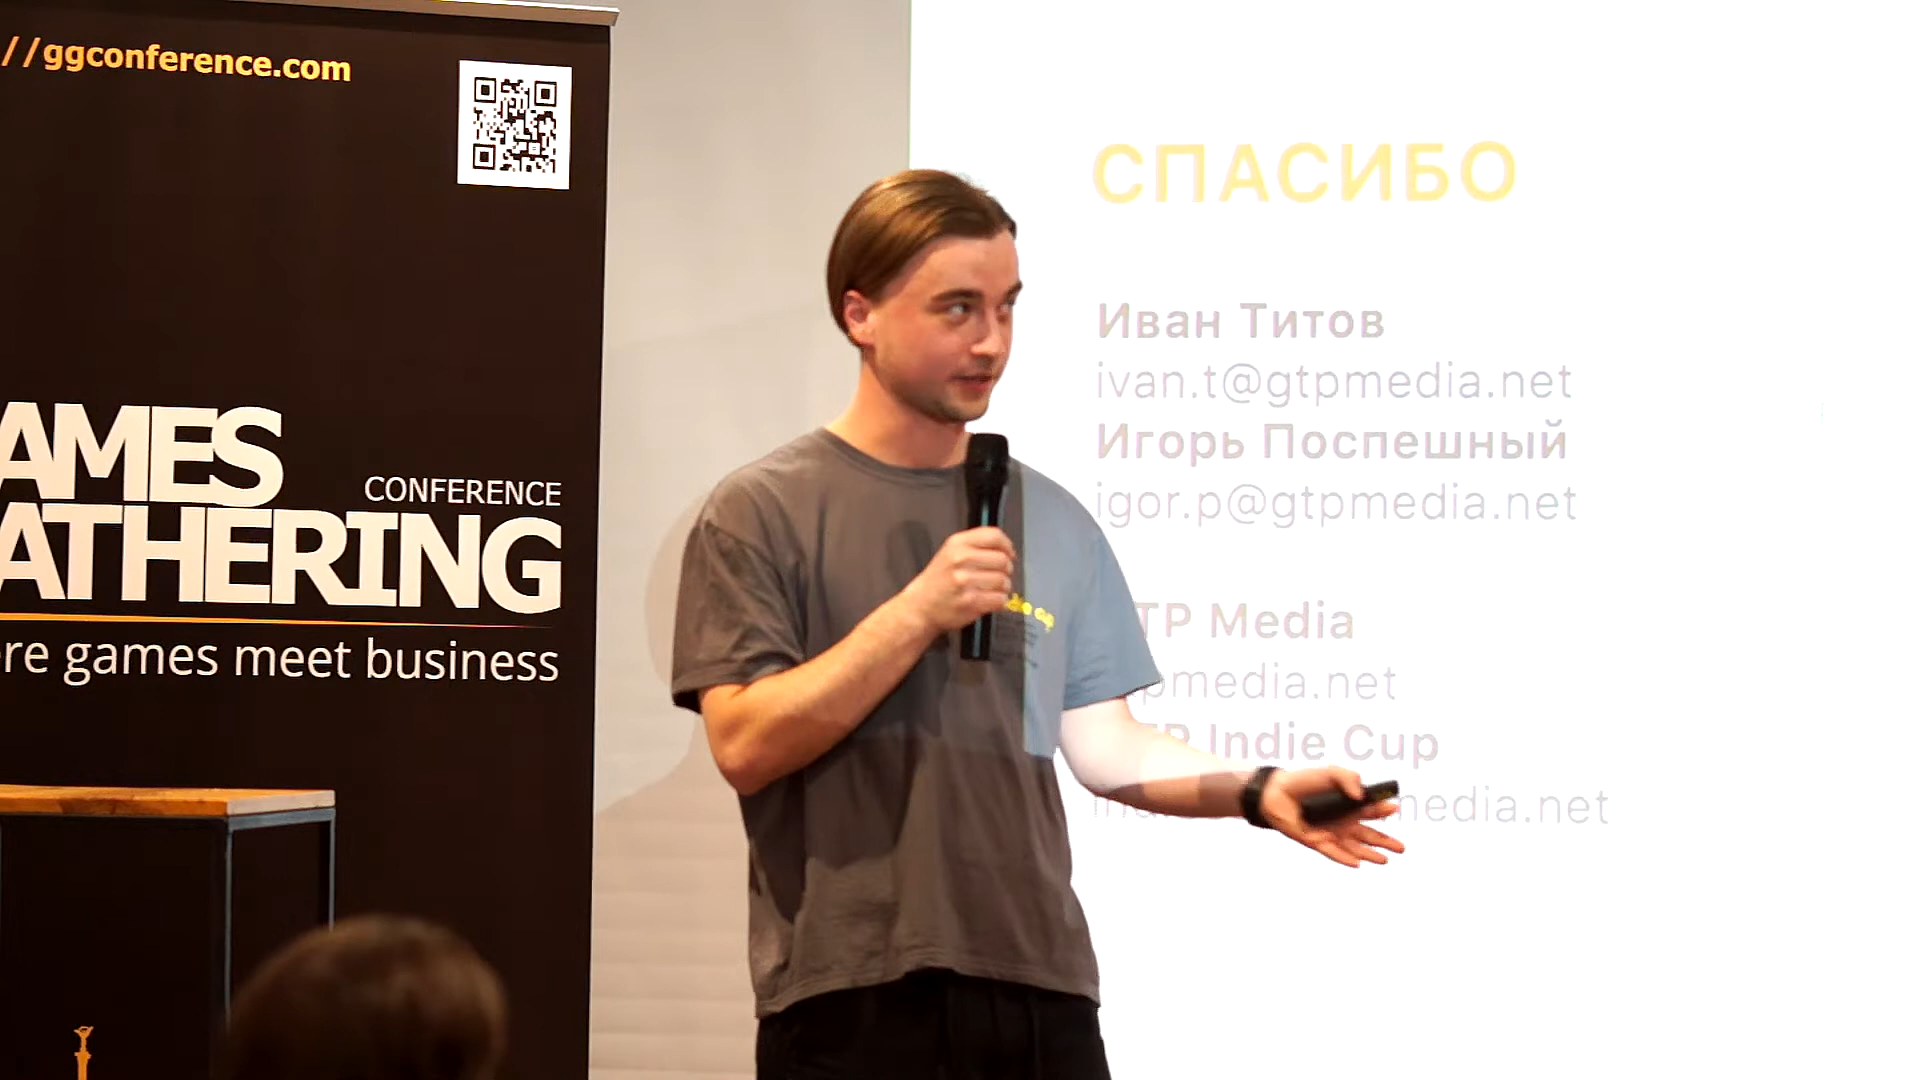 //ggconference.com
AMES
CONFERENCE
ATHERING
re games meet business
СПАСИБО
Иван Титов
ivan.t@gtpmedia.net
Игорь Поспешный
igor.p@gtpmedia.net
TP Media
pmedia.net
Indie Cup
media.net